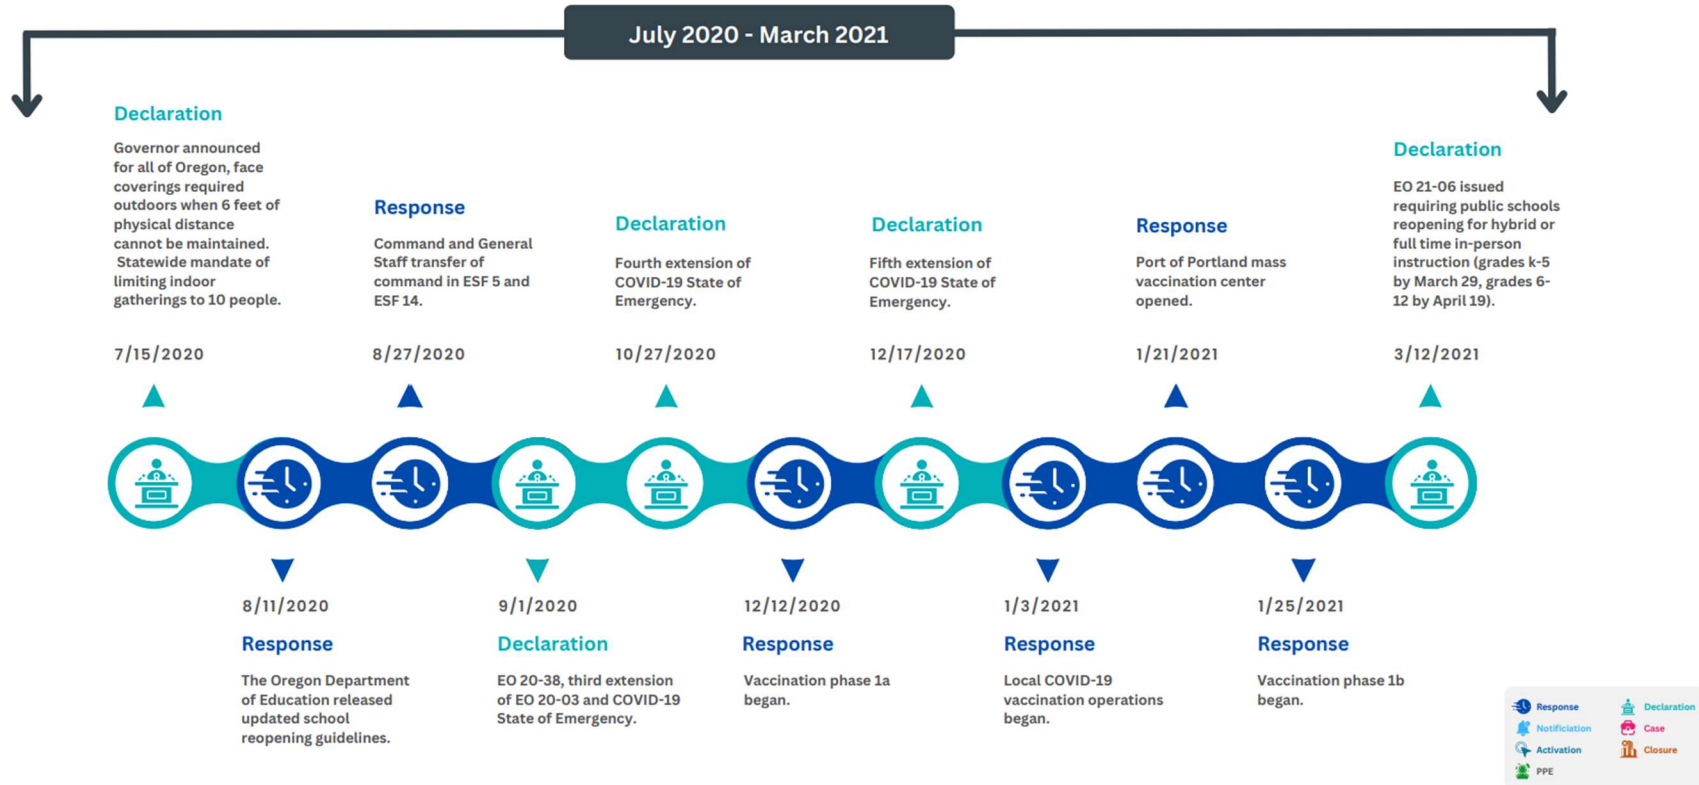 July 2020 - March 2021
Declaration
Governor announced
for all of Oregon, face
coverings required
outdoors when 6 feet of
physical distance
cannot be maintained.
Statewide mandate of
limiting indoor
gatherings to 10 people.
7/15/2020
Response
Command and General
Staff transfer of
command in ESF 5 and
ESF 14.
8/27/2020
Declaration
Fourth extension of
COVID-19 State of
Emergency.
10/27/2020
Declaration
Fifth extension of
COVID-19 State of
Emergency.
12/17/2020
Response
Port of Portland mass
vaccination center
opened.
1/21/2021
Declaration
EO 21-06 issued
requiring public schools
reopening for hybrid or
full time in-person
instruction (grades k-5
by March 29, grades 6-
12 by April 19).
3/12/2021
8/11/2020
Response
The Oregon Department
of Education released
updated school
reopening guidelines.
9/1/2020
Declaration
EO 20-38, third extension
of EO 20-03 and COVID-19
State of Emergency.
12/12/2020
Response
Vaccination phase 1a
began.
1/3/2021
Response
Local COVID-19
vaccination operations
began.
1/25/2021
Response
Vaccination phase 1b
began.
Response
Declaration
Notificiation
Case
Activation
Closure
PPE